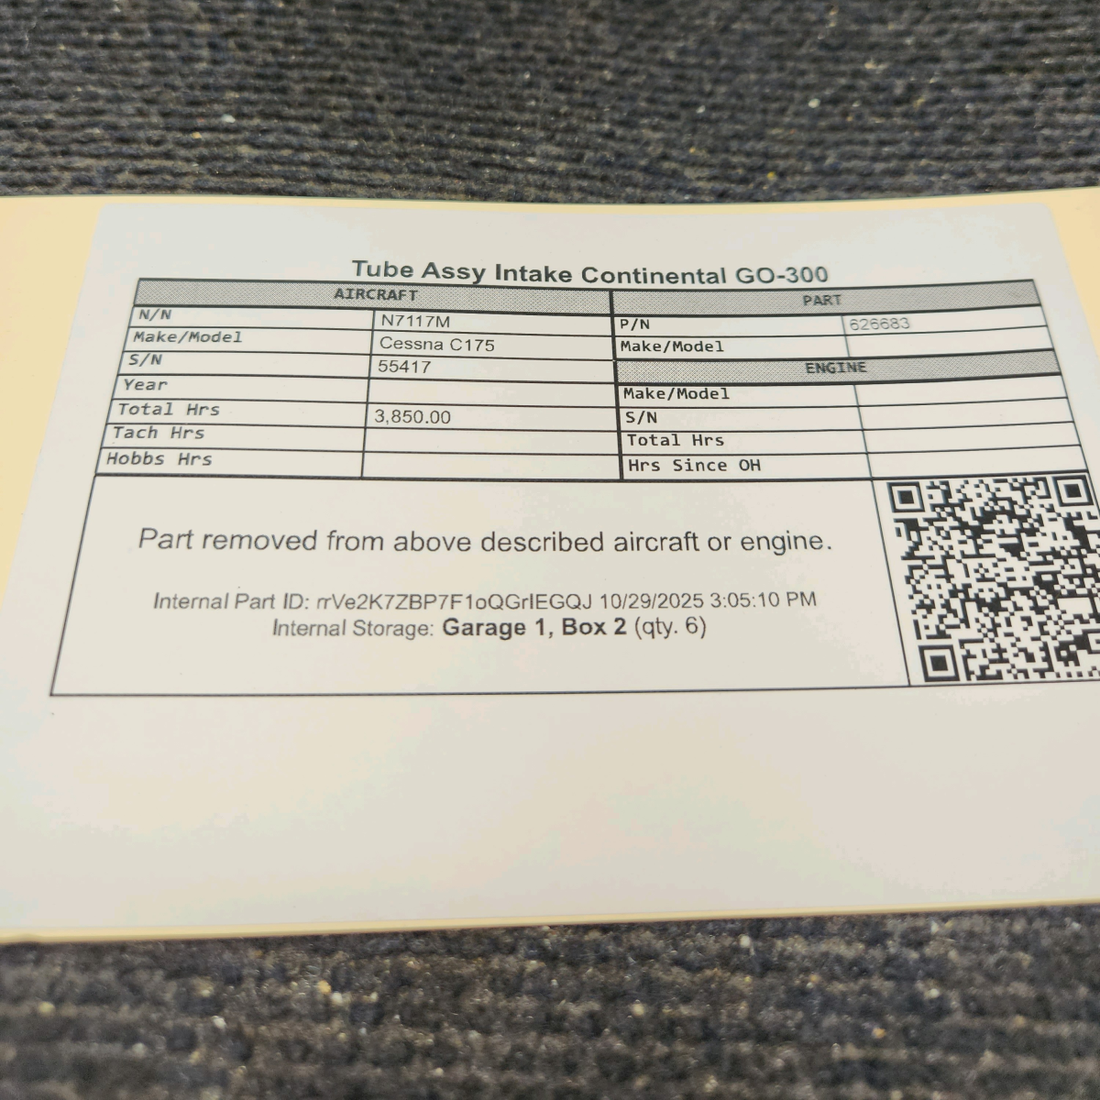 Tube Assy Intake Continental GO-300
AIRCRAFT PART
N/N N7117M P/N 626683
Make/Model Cessna C175 Make/Model
S/N 55417 ENGINE
Year Make/Model
Total Hrs 3,850.00 S/N
Tach Hrs Total Hrs
Hobbs Hrs Hrs Since OH
Part removed from above described aircraft or engine.
Internal Part ID: rrVe2K7ZBP7F1oQGrIEGQJ 10/29/2025 3:05:10 PM
Internal Storage: Garage 1, Box 2 (qty. 6)